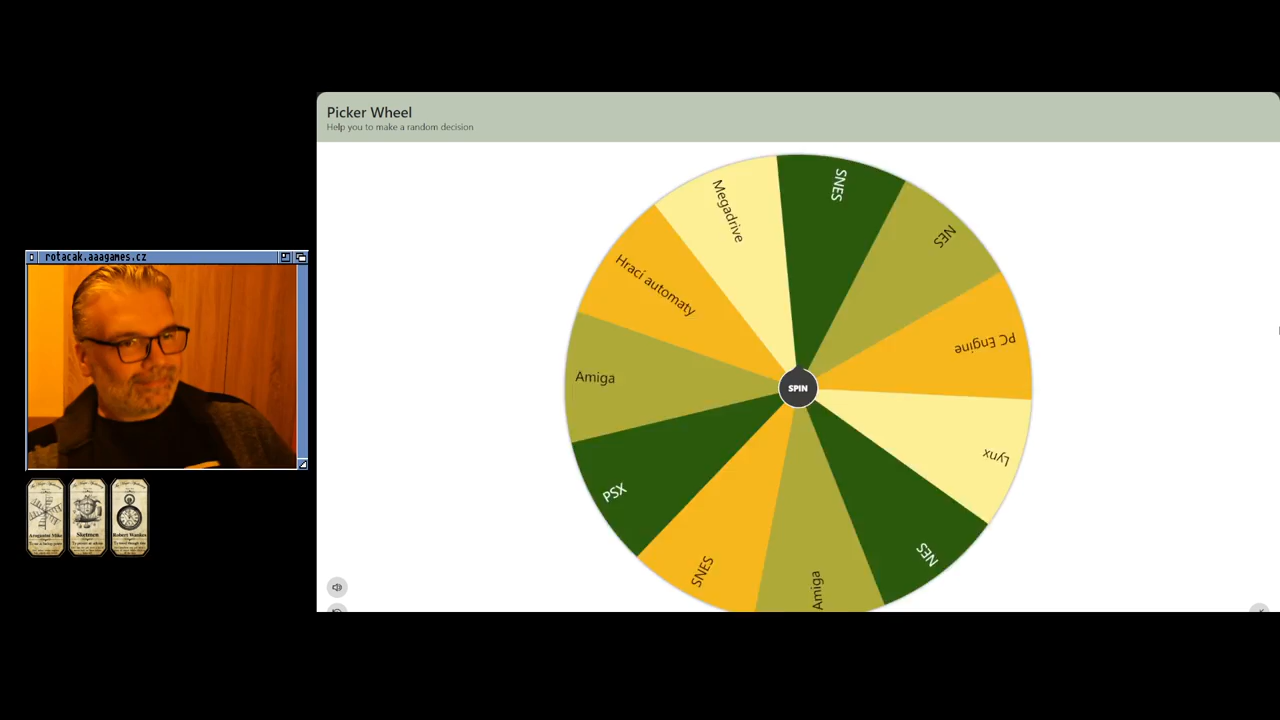 Picker Wheel
Help you to make a random decision
SNES
NES
PC Engine
Lynx
NES
Amiga
SNES
PSX
Amiga
Hrací automaty
Megadrive
SPIN
rotacak.aaagames.cz
Sketmen